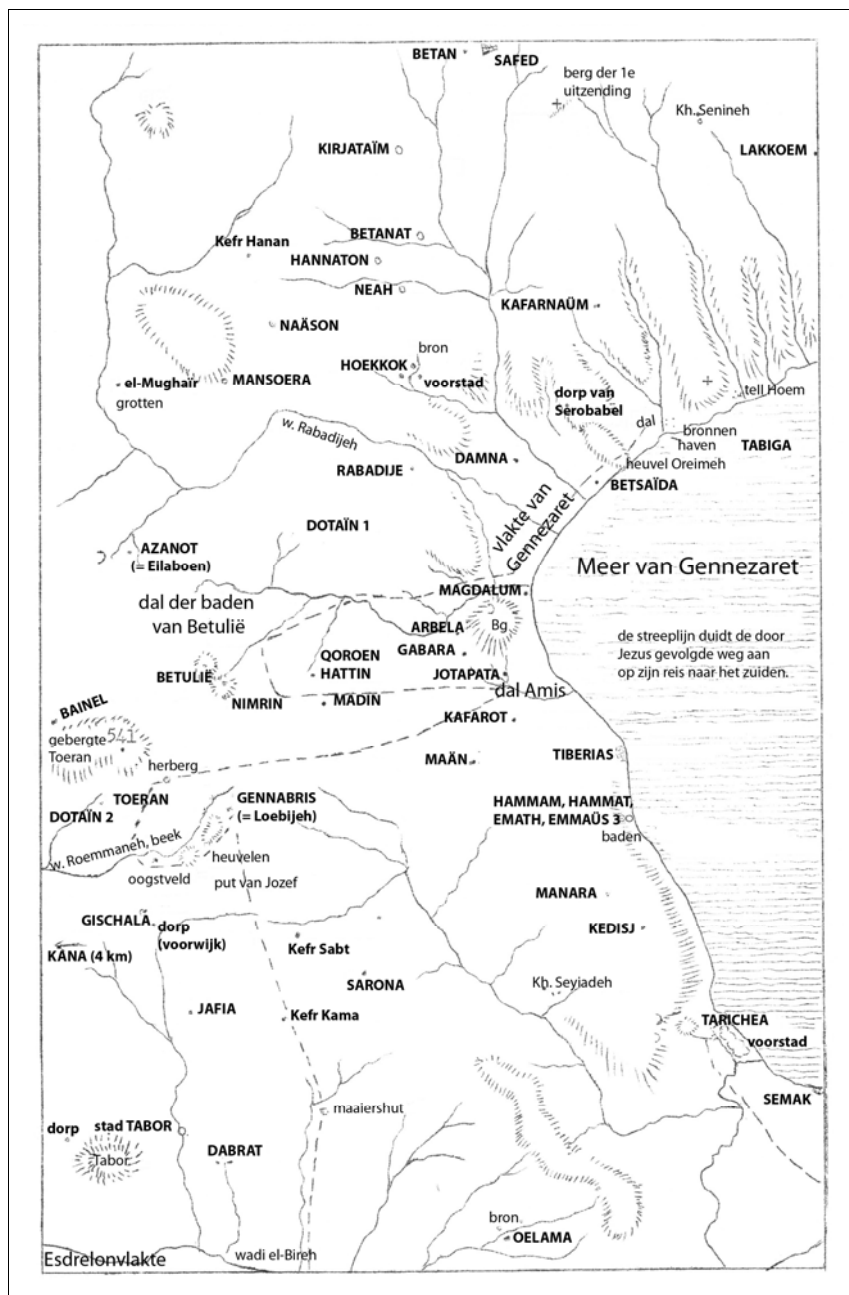 BETAN
SAFED
berg der 1e
uitzending
Kh. Senineh
KIRJATAÏM
LAKKOEM
BETANAT
Kefr Hanan
HANNATON
NEAH
KAFARNAÜM
NAÄSON
bron
HOEKKOK
voorstad
el-Mughaïr
grotten
MANSOERA
dorp van
Serobabel
tell Hoem
dal
bronnen
haven
TABIGA
w. Rabadijeh
DAMNA
heuvel Oreimeh
RABADIJE
BETSAÏDA
vlakte van
Gennezaret
DOTAÏN 1
AZANOT
(= Eilaboen)
Meer van Gennezaret
MAGDALUM
dal der baden
van Betulië
ARBELA
Bg
GABARA
de streeplijn duidt de door
Jezus gevolgde weg aan
op zijn reis naar het zuiden.
QOROEN
HATTIN
BETULIË
JOTAPATA
dal Amis
NIMRIN
MADIN
BAINEL
KAFAROT
gebergte
Toeran
541
herberg
MAÄN
TIBERIAS
TOERAN
DOTAÏN 2
GENNABRIS
(= Loebijeh)
HAMMAM, HAMMAT,
EMATH, EMMAÜS 3
baden
w. Roemmaneh, beek
heuvelen
oogstveld
put van Jozef
MANARA
GISCHALA
dorp
(voorwijk)
KEDISJ
KANA (4 km)
Kefr Sabt
SARONA
Kh. Seyiadeh
JAFIA
Kefr Kama
TARICHEA
voorstad
SEMAK
maaiershut
dorp
stad TABOR
Tabor
DABRAT
bron
OELAMA
wadi el-Bireh
Esdrelonvlakte